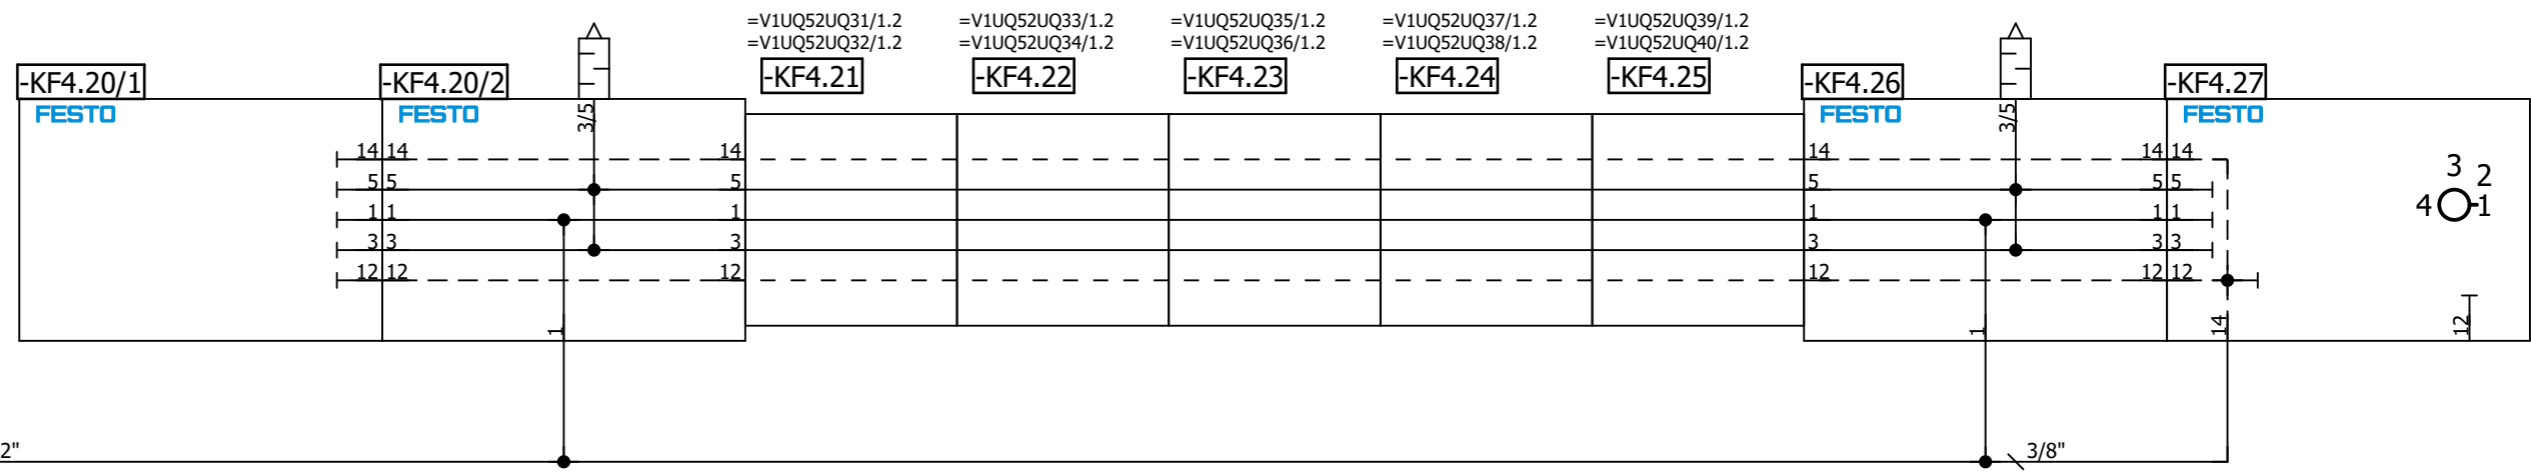 =V1UQ52UQ31/1.2 =V1UQ52UQ33/1.2 =V1UQ52UQ35/1.2 =V1UQ52UQ37/1.2 =V1UQ52UQ39/1.2
=V1UQ52UQ32/1.2 =V1UQ52UQ34/1.2 =V1UQ52UQ36/1.2 =V1UQ52UQ38/1.2 =V1UQ52UQ40/1.2
-KF4.20/1 -KF4.20/2 -KF4.21 -KF4.22 -KF4.23 -KF4.24 -KF4.25 -KF4.26 -KF4.27
FESTO FESTO 3/5 FESTO 3/5 FESTO
14 14 14 14 14 14
5 5 5 5 5 5
1 1 1 1 1 1
3 3 3 3 3 3
12 12 12 12 12 12
3 2
4 1
1 1 14 12
2" 3/8"